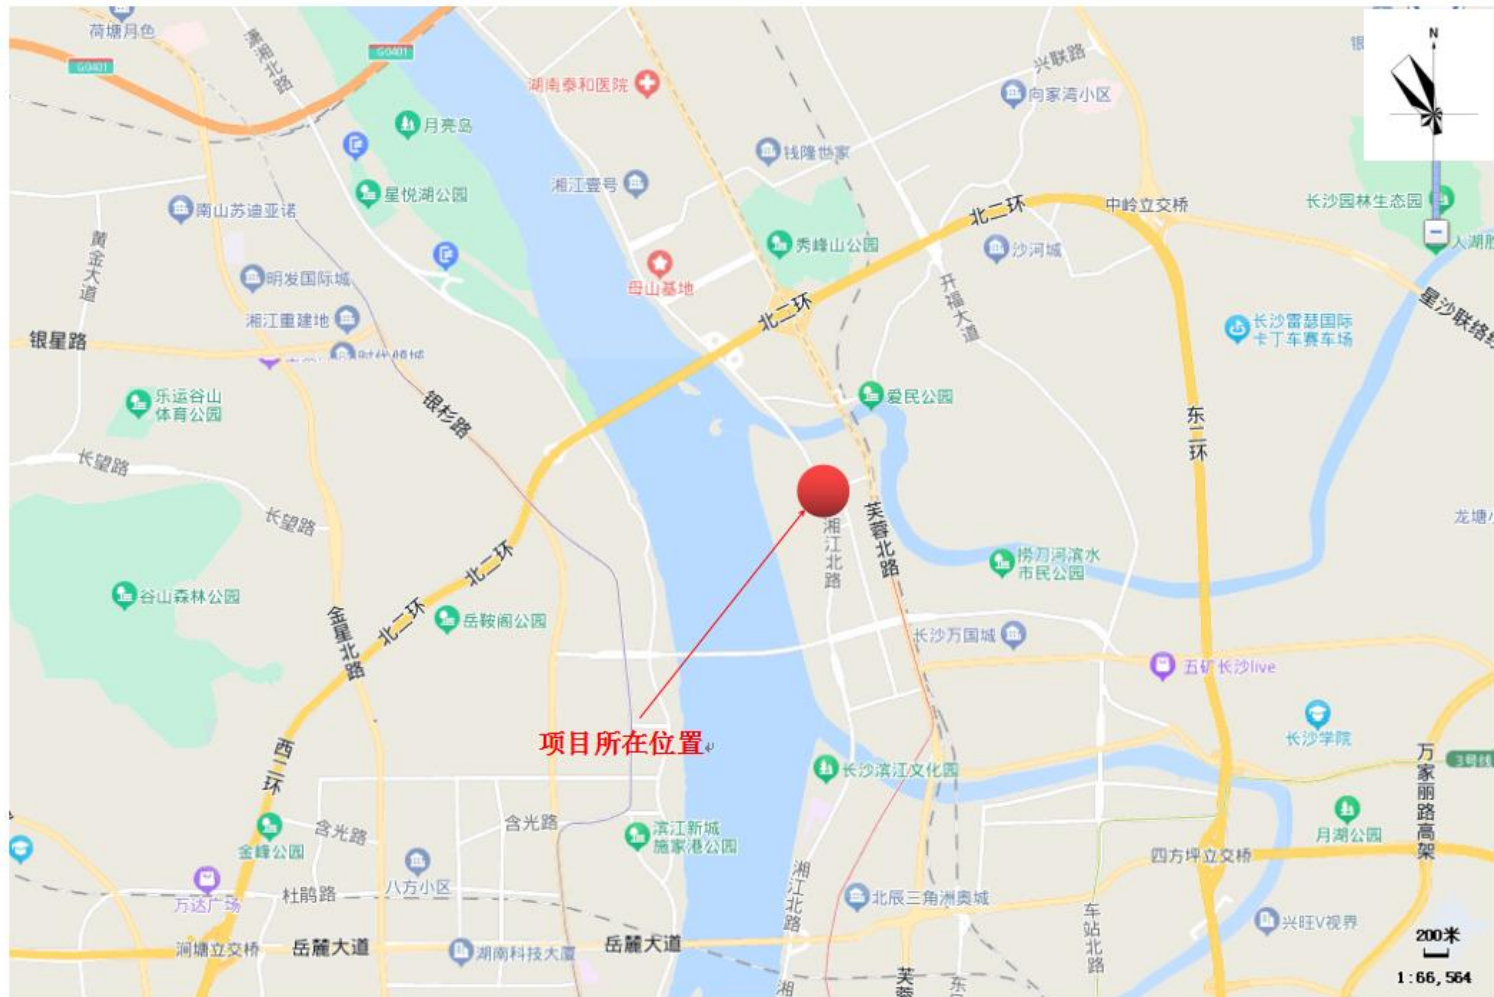 荷塘月色
G0401
G0401
潇湘北路
湖南泰和医院
兴联路
向家湾小区
N
月亮岛
钱隆世家
星悦湖公园
湘江壹号
南山苏迪亚诺
北二环
中岭立交桥
长沙园林生态园
黄金大道
秀峰山公园
沙河城
明发国际城
母山基地
开福大道
湘江重建地
北二环
长沙雷瑟国际
卡丁车赛车场
星沙联络线
银星路
乐运谷山
体育公园
银杉路
爱民公园
东二环
长望路
长望路
湘江北路
芙蓉北路
龙塘小
捞刀河滨水
市民公园
北二环
谷山森林公园
北二环
岳鞍阁公园
金星北路
长沙万国城
五矿长沙live
项目所在位置
长沙学院
西二环
长沙滨江文化园
万家丽路高架
3号线
含光路
含光路
滨江新城
施家港公园
月湖公园
金峰公园
四方坪立交桥
八方小区
杜鹃路
万达广场
湘江北路
北辰三角洲奥城
车站北路
兴旺V视界
涧塘立交桥
岳麓大道
湖南科技大厦
岳麓大道
200米
1:66,564
湘
芙蓉
东